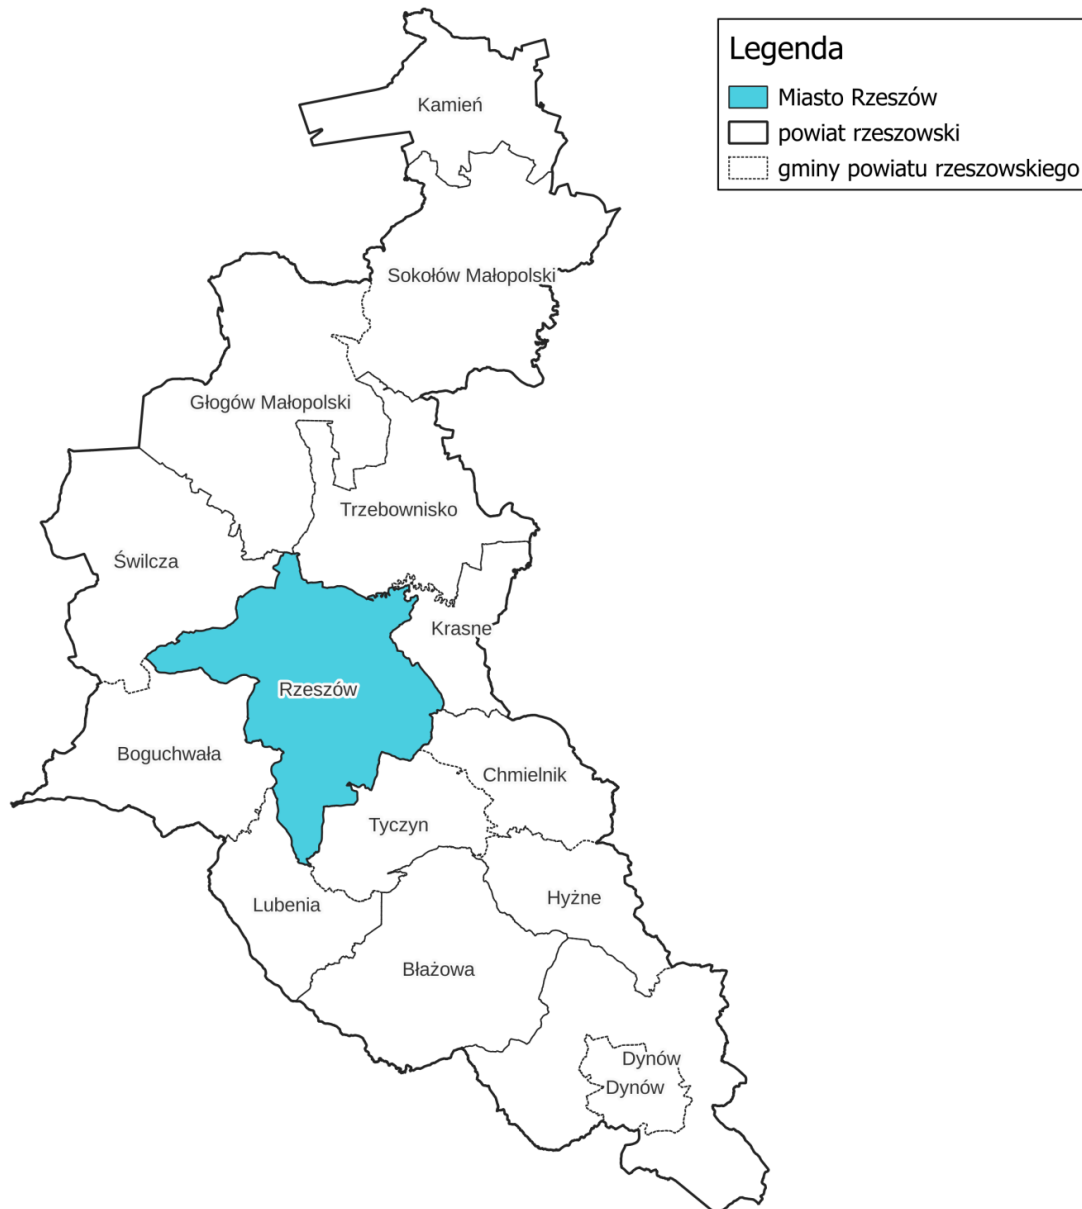 Legenda
Miasto Rzeszów
powiat rzeszowski
gminy powiatu rzeszowskiego
Kamień
Sokołów Małopolski
Głogów Małopolski
Trzebownisko
Świlcza
Krasne
Rzeszów
Boguchwała
Chmielnik
Tyczyn
Hyżne
Lubenia
Błażowa
Dynów
Dynów